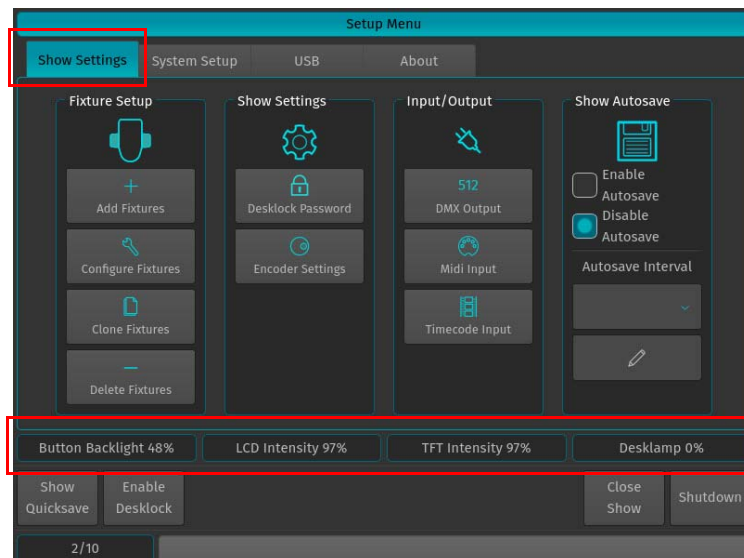 Setup Menu
Show Settings
System Setup
USB
About
Fixture Setup
Add Fixtures
Configure Fixtures
Clone Fixtures
Delete Fixtures
Show Settings
Desklock Password
Encoder Settings
Input/Output
512
DMX Output
Midi Input
Timecode Input
Show Autosave
Enable
Autosave
Disable
Autosave
Autosave Interval
Button Backlight 48%
LCD Intensity 97%
TFT Intensity 97%
Desklamp 0%
Show
Quicksave
Enable
Desklock
Close
Show
Shutdown
2/10